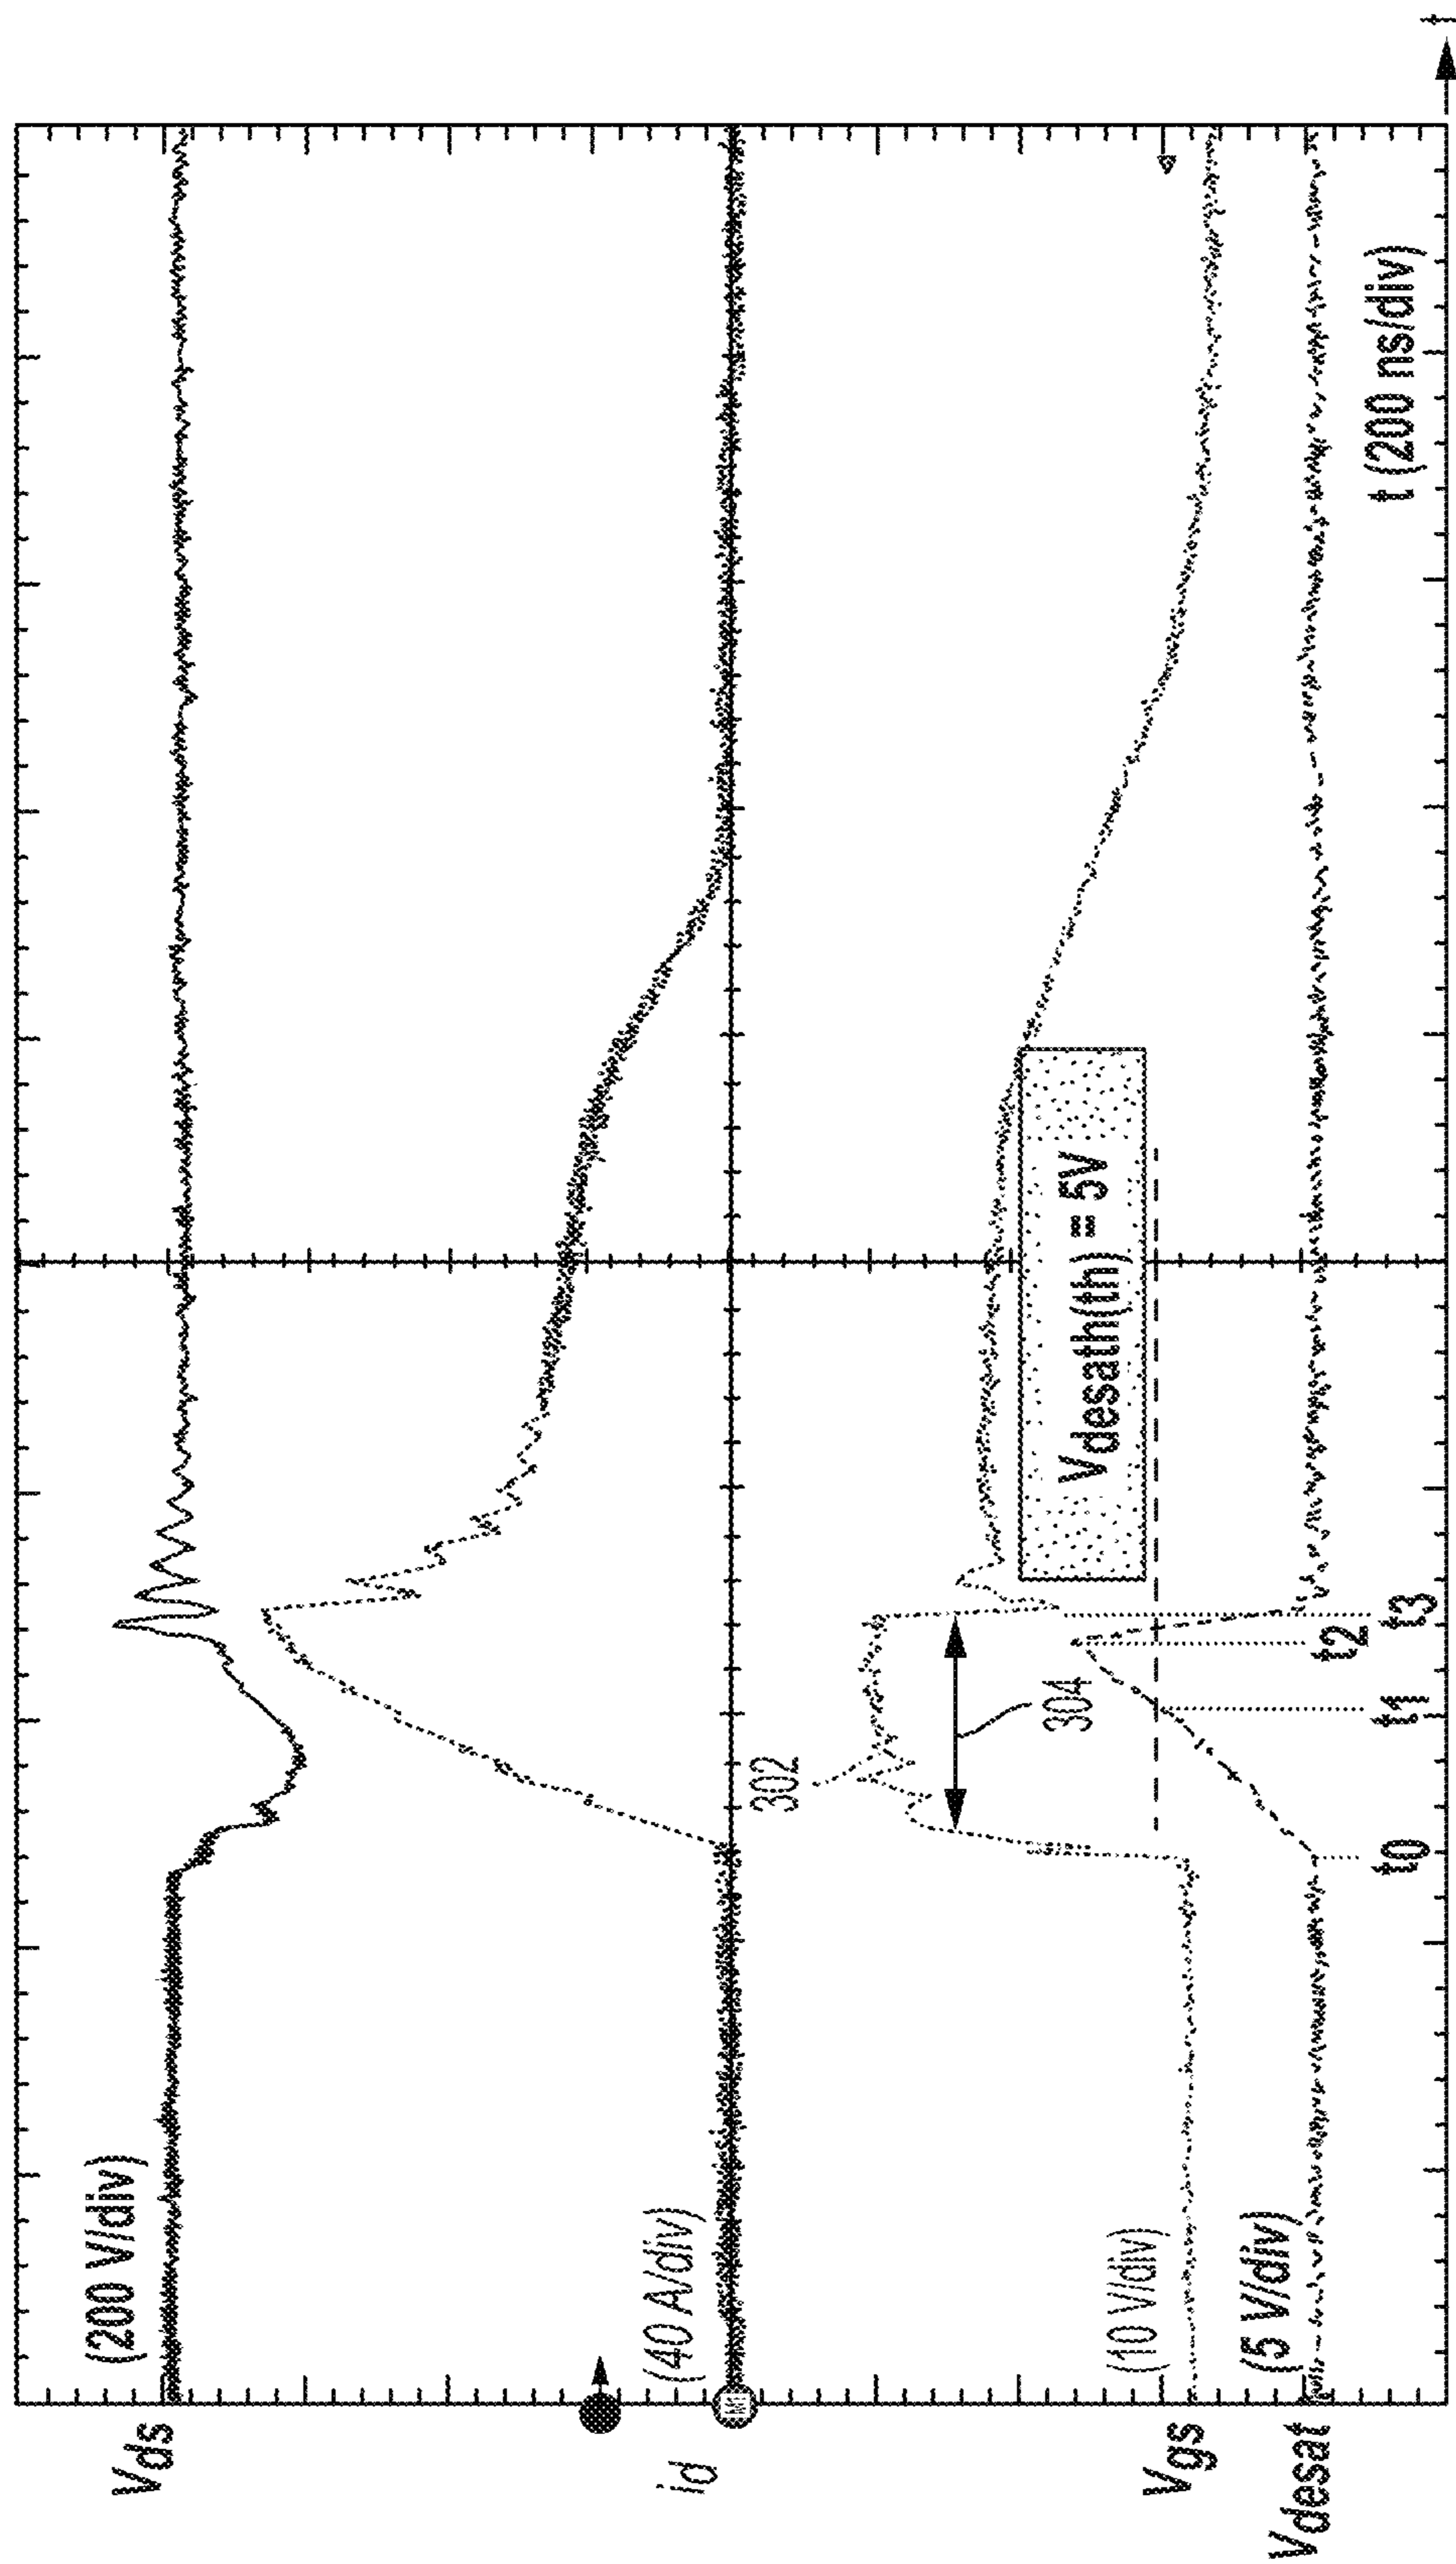 Vds
(200 V/div)
id
(40 A/div)
M1
302
304
Vdesath(th) = 5V
Vgs
(10 V/div)
Vdesat
(5 V/div)
t0
t1
t2
t3
t (200 ns/div)
t